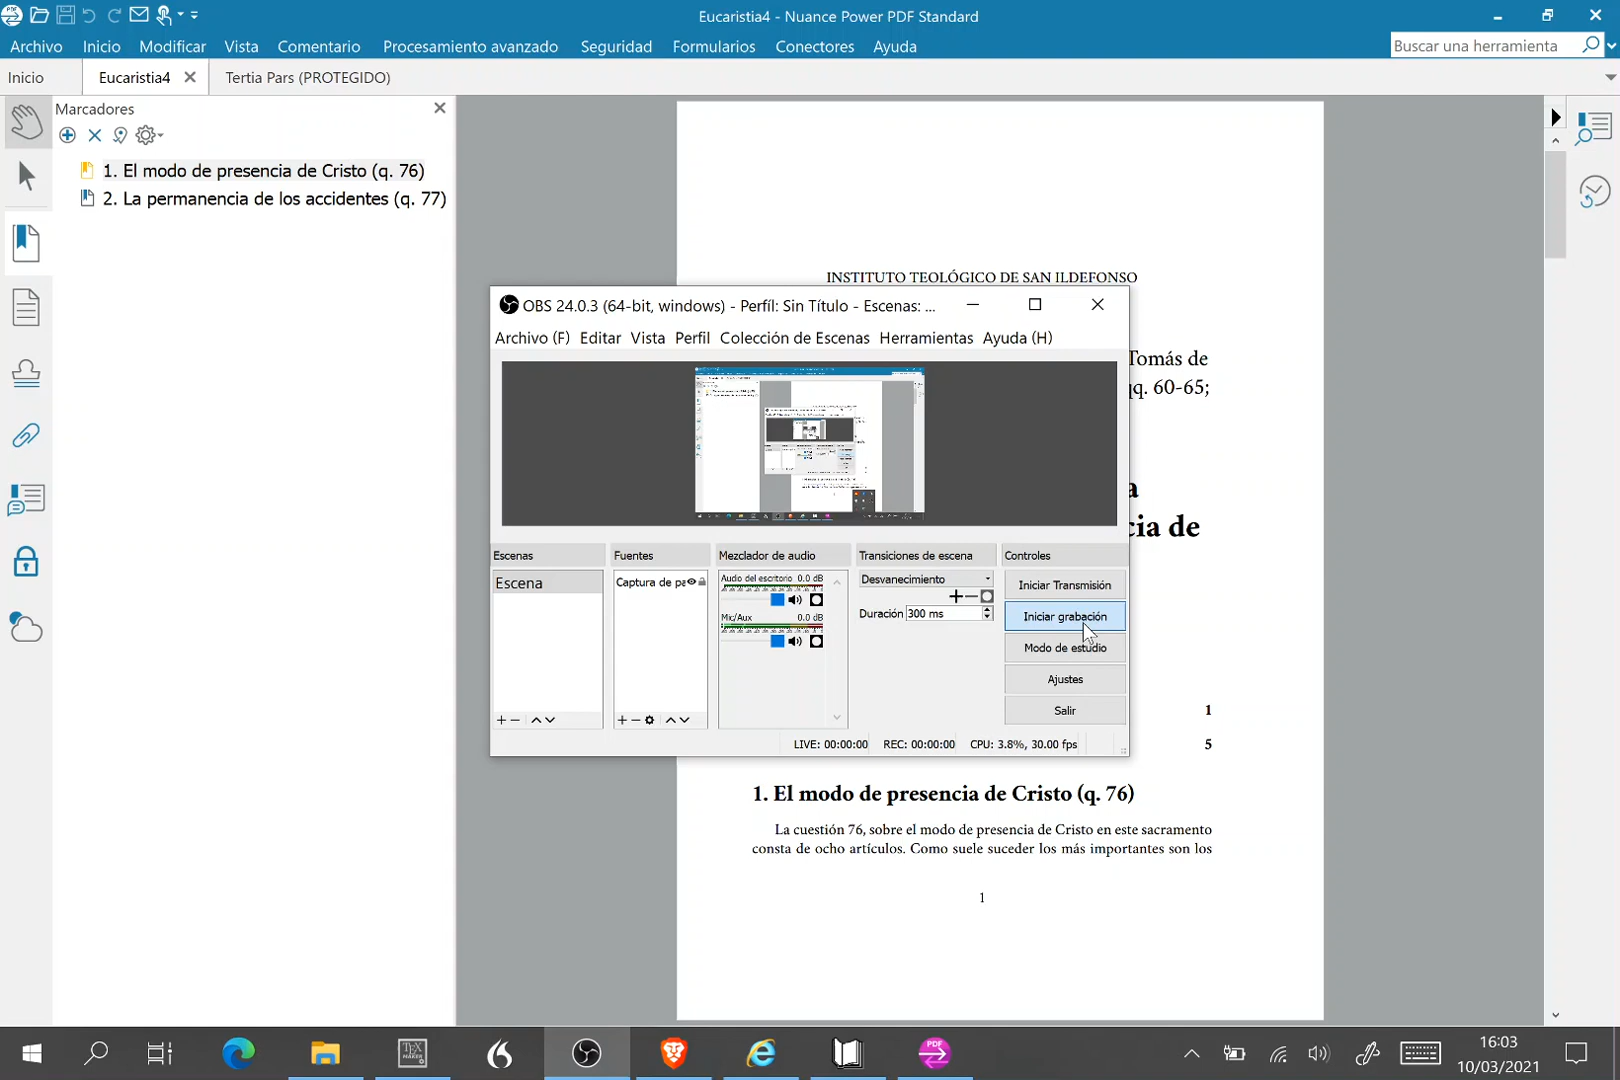 Eucaristia4 - Nuance Power PDF Standard
Archivo Inicio Modificar Vista Comentario Procesamiento avanzado Seguridad Formularios Conectores Ayuda
Buscar una herramienta
Inicio Eucaristia4 Tertia Pars (PROTEGIDO)
Marcadores
1. El modo de presencia de Cristo (q. 76)
2. La permanencia de los accidentes (q. 77)
INSTITUTO TEOLÓGICO DE SAN ILDEFONSO
Tomás de
qq. 60-65;
a
cia de
1
5
OBS 24.0.3 (64-bit, windows) - Perfil: Sin Título - Escenas: ...
Archivo (F) Editar Vista Perfil Colección de Escenas Herramientas Ayuda (H)
Escenas Fuentes Mezclador de audio Transiciones de escena Controles
Escena
Captura de pa
Audio del escritorio 0.0 dB
Mic/Aux 0.0 dB
Desvanecimiento
Duración 300 ms
Iniciar Transmisión
Iniciar grabación
Modo de estudio
Ajustes
Salir
LIVE: 00:00:00 REC: 00:00:00 CPU: 3.8%, 30.00 fps
1. El modo de presencia de Cristo (q. 76)
La cuestión 76, sobre el modo de presencia de Cristo en este sacramento
consta de ocho artículos. Como suele suceder los más importantes son los
1
16:03
10/03/2021